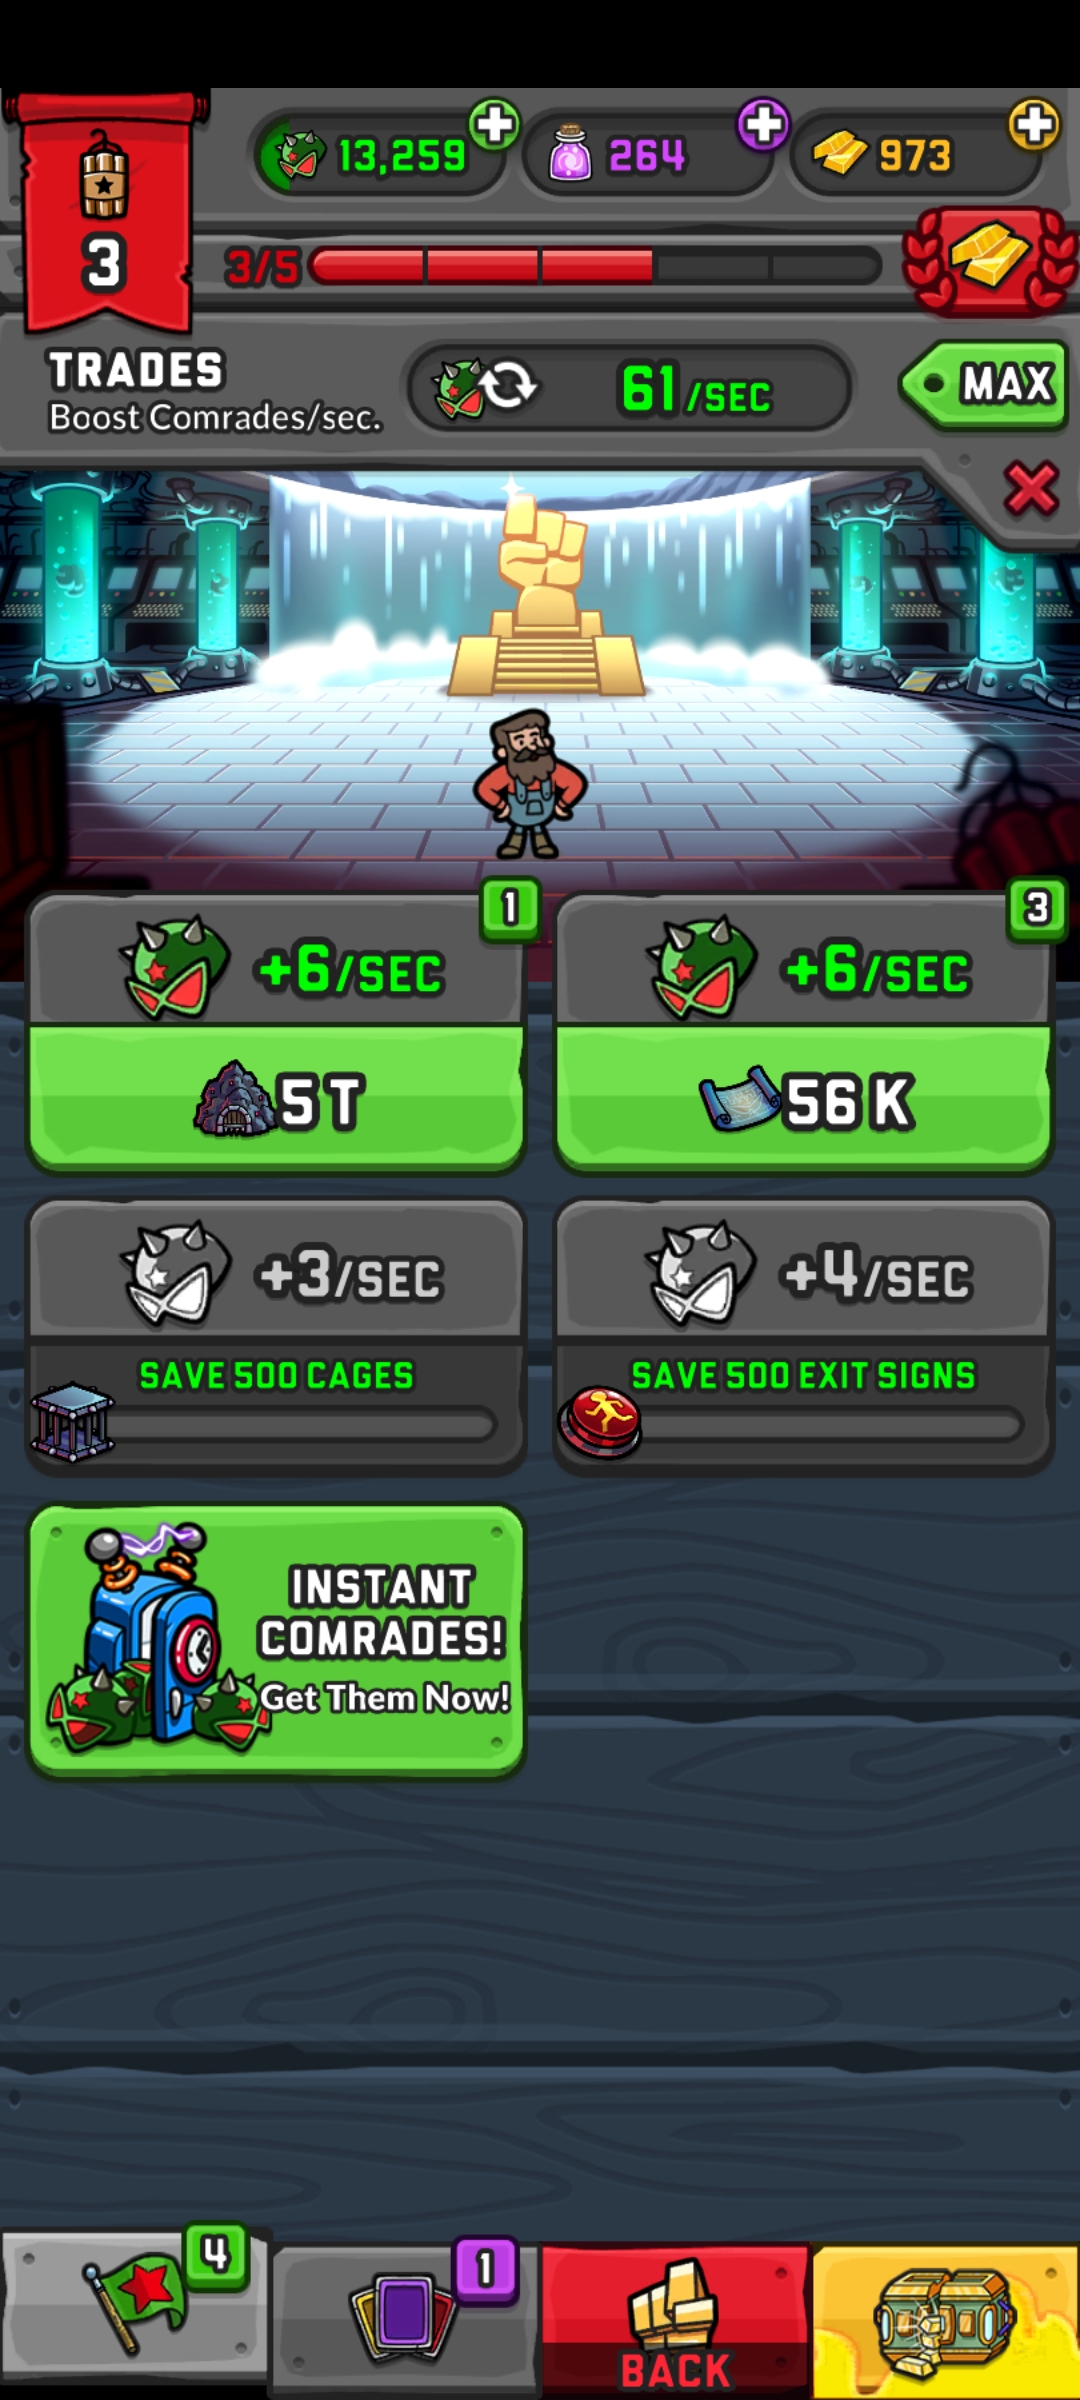 13,259
264
973
3
3/5
TRADES
Boost Comrades/sec.
61/SEC
MAX
1
+6/SEC
5T
3
+6/SEC
56K
+3/SEC
SAVE 500 CAGES
+4/SEC
SAVE 500 EXIT SIGNS
INSTANT
COMRADES!
Get Them Now!
4
1
BACK